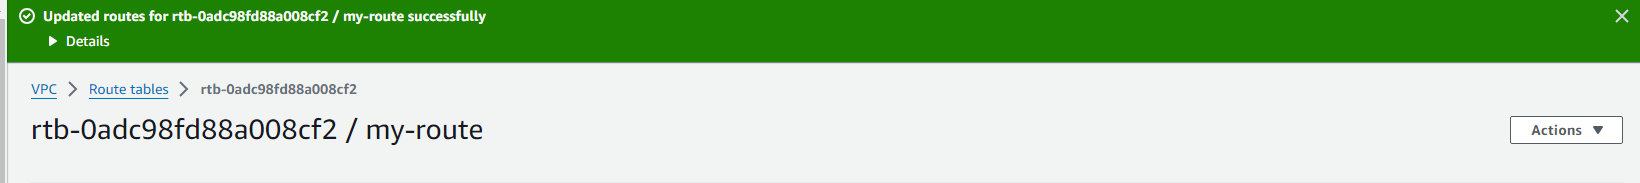 Updated routes for rtb-0adc98fd88a008cf2 / my-route successfully
Details
VPC > Route tables > rtb-0adc98fd88a008cf2
rtb-0adc98fd88a008cf2 / my-route
Actions